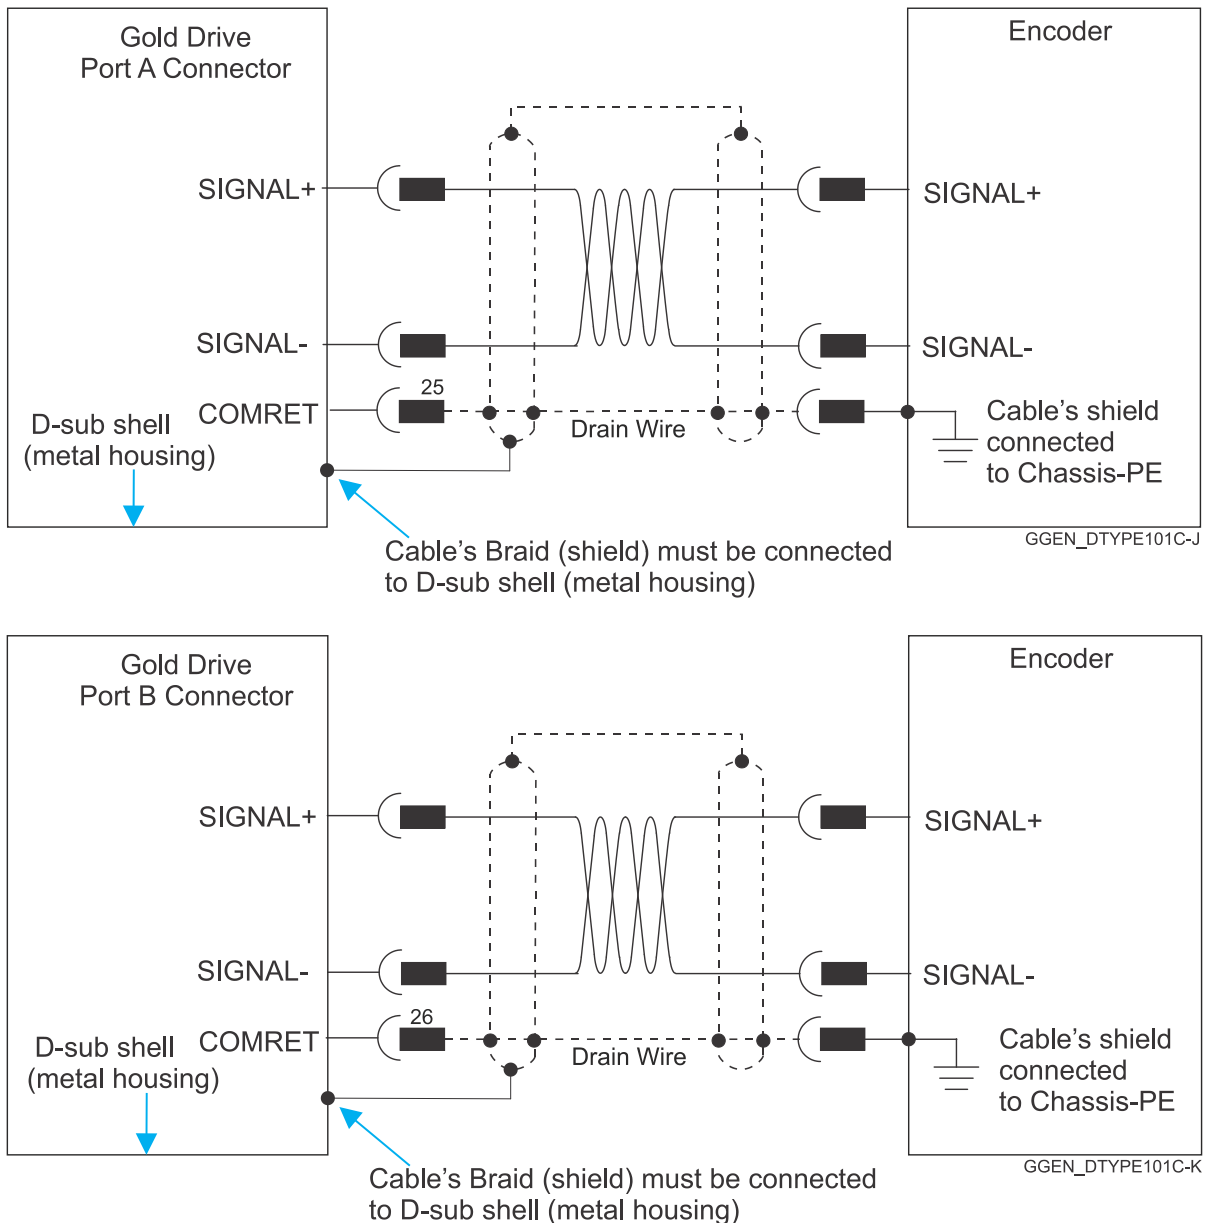 Gold Drive
Port A Connector
Encoder
SIGNAL+
SIGNAL+
SIGNAL-
SIGNAL-
25
COMRET
Drain Wire
D-sub shell
(metal housing)
Cable's shield
connected
to Chassis-PE
GGEN_DTYPE101C-J
Cable's Braid (shield) must be connected
to D-sub shell (metal housing)
Gold Drive
Port B Connector
Encoder
SIGNAL+
SIGNAL+
SIGNAL-
SIGNAL-
26
COMRET
Drain Wire
D-sub shell
(metal housing)
Cable's shield
connected
to Chassis-PE
GGEN_DTYPE101C-K
Cable's Braid (shield) must be connected
to D-sub shell (metal housing)